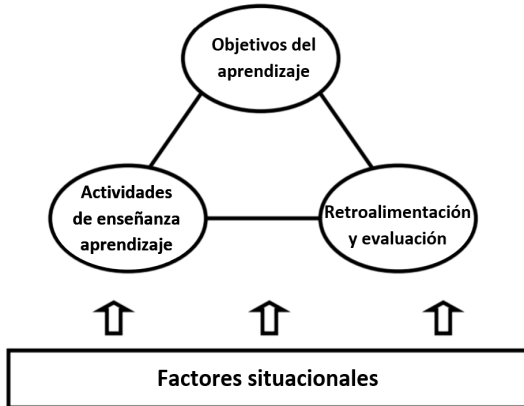 Objetivos del
aprendizaje
Actividades
de enseñanza
aprendizaje
Retroalimentación
y evaluación
Factores situacionales